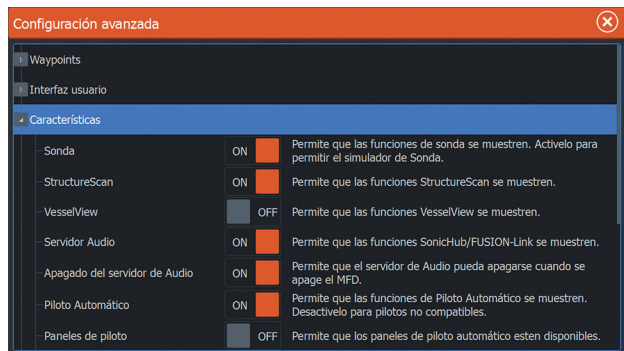 Configuración avanzada
Waypoints
Interfaz usuario
Características
Sonda ON Permite que las funciones de sonda se muestren. Activelo para
permitir el simulador de Sonda.
StructureScan ON Permite que las funciones StructureScan se muestren.
VesselView OFF Permite que las funciones VesselView se muestren.
Servidor Audio ON Permite que las funciones SonicHub/FUSION-Link se muestren.
Apagado del servidor de Audio ON Permite que el servidor de Audio pueda apagarse cuando se
apage el MFD.
Piloto Automático ON Permite que las funciones de Piloto Automático se muestren.
Desactivelo para pilotos no compatibles.
Paneles de piloto OFF Permite que los paneles de piloto automático esten disponibles.